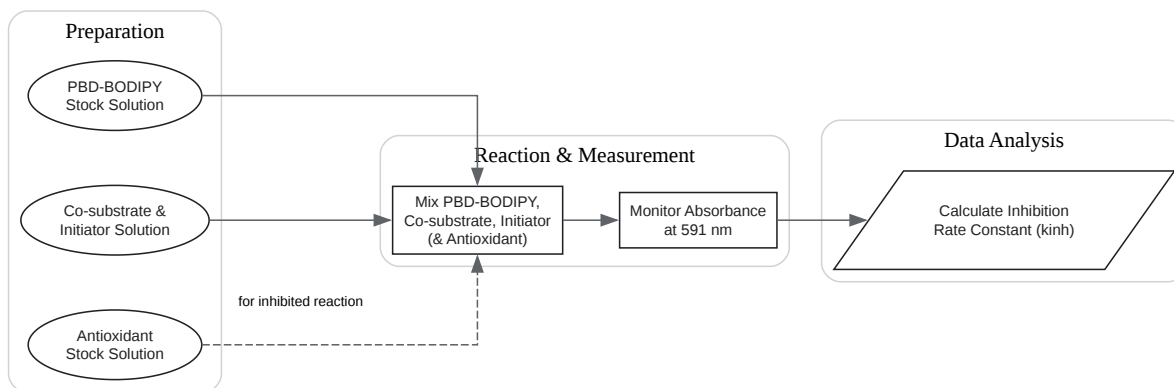 Preparation
PBD-BODIPY
Stock Solution
Co-substrate &
Initiator Solution
Antioxidant
Stock Solution
for inhibited reaction
Reaction & Measurement
Mix PBD-BODIPY,
Co-substrate, Initiator
(& Antioxidant)
Monitor Absorbance
at 591 nm
Data Analysis
Calculate Inhibition
Rate Constant (kinh)